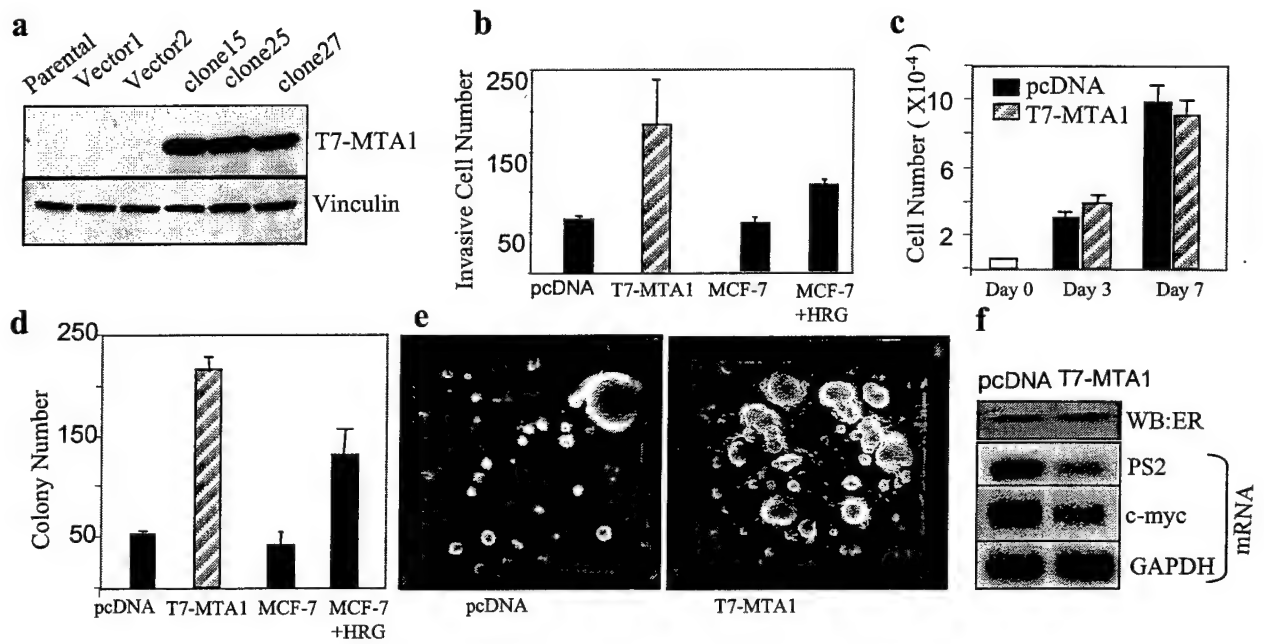 a
Parental
Vector1
Vector2
clone15
clone25
clone27
T7-MTA1
Vinculin
b
Invasive Cell Number
250
150
50
pcDNA
T7-MTA1
MCF-7
MCF-7
+HRG
c
Cell Number ( X10-4)
10
6
2
pcDNA
T7-MTA1
Day 0
Day 3
Day 7
d
Colony Number
250
150
50
pcDNA
T7-MTA1
MCF-7
MCF-7
+HRG
e
pcDNA
T7-MTA1
f
pcDNA T7-MTA1
WB:ER
PS2
c-myc
GAPDH
mRNA